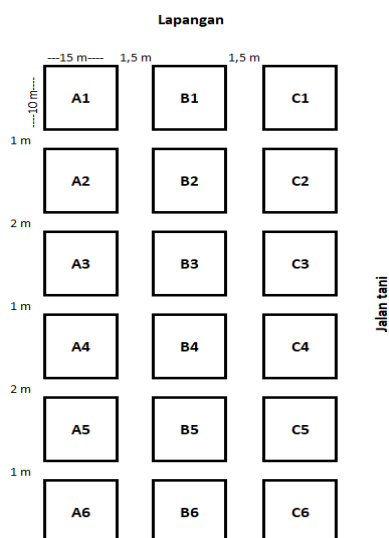 Lapangan
---15 m---- 1,5 m 1,5 m
----10 m----
A1 B1 C1
1 m
A2 B2 C2
2 m
A3 B3 C3
Jalan tani
1 m
A4 B4 C4
2 m
A5 B5 C5
1 m
A6 B6 C6